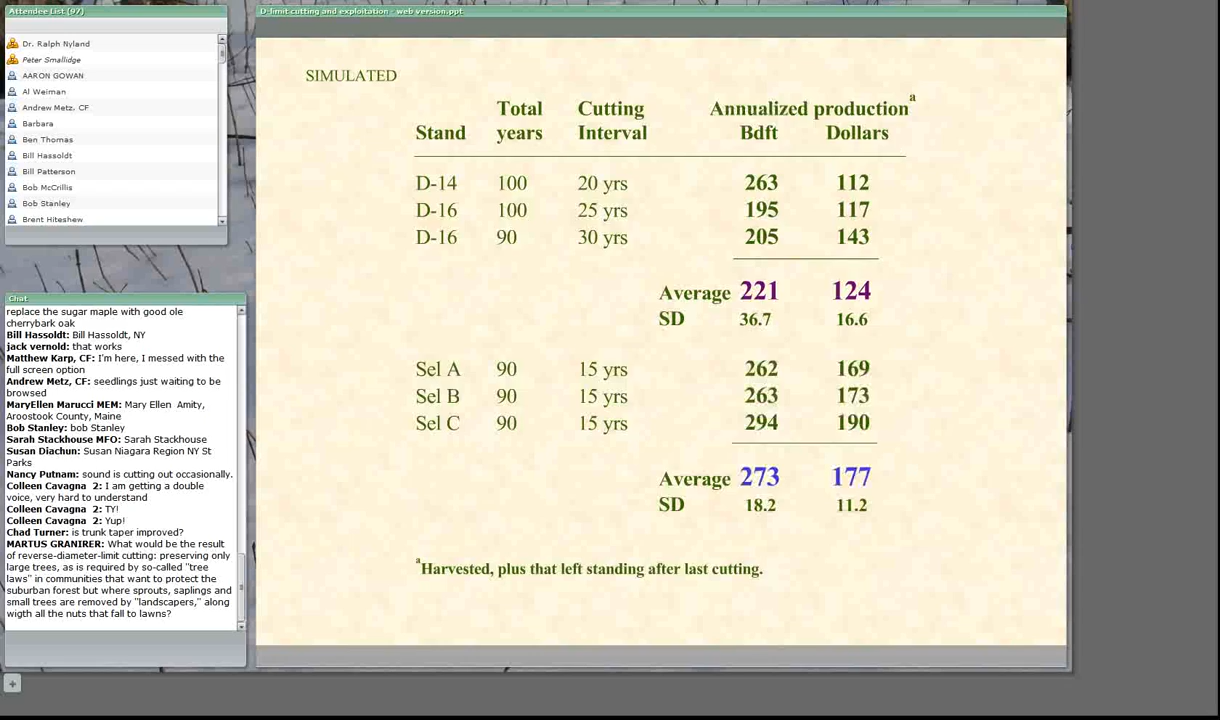 Attendee List (97)
Dr. Ralph Nyland
Peter Smallidge
AARON GOWAN
Al Weiman
Andrew Metz, CF
Barbara
Ben Thomas
Bill Hassoldt
Bill Patterson
Bob McCrillis
Bob Stanley
Brent Hiteshew
Chat
replace the sugar maple with good ole
cherrybark oak
Bill Hassoldt: Bill Hassoldt, NY
jack vernold: that works
Matthew Karp, CF: I'm here, I messed with the
full screen option
Andrew Metz, CF: seedlings just waiting to be
browsed
MaryEllen Marucci MEM: Mary Ellen Amity,
Aroostook County, Maine
Bob Stanley: bob Stanley
Sarah Stackhouse MFO: Sarah Stackhouse
Susan Diachun: Susan Niagara Region NY St
Parks
Nancy Putnam: sound is cutting out occasionally.
Colleen Cavagna 2: I am getting a double
voice, very hard to understand
Colleen Cavagna 2: TY!
Colleen Cavagna 2: Yup!
Chad Turner: is trunk taper improved?
MARTUS GRANIRER: What would be the result
of reverse-diameter-limit cutting: preserving only
large trees, as is required by so-called "tree
laws" in communities that want to protect the
suburban forest but where sprouts, saplings and
small trees are removed by "landscapers," along
wigth all the nuts that fall to lawns?
D-limit cutting and exploitation - web version.ppt
SIMULATED
Total Cutting Annualized productiona
Stand years Interval Bdft Dollars
D-14 100 20 yrs 263 112
D-16 100 25 yrs 195 117
D-16 90 30 yrs 205 143
Average 221 124
SD 36.7 16.6
Sel A 90 15 yrs 262 169
Sel B 90 15 yrs 263 173
Sel C 90 15 yrs 294 190
Average 273 177
SD 18.2 11.2
aHarvested, plus that left standing after last cutting.